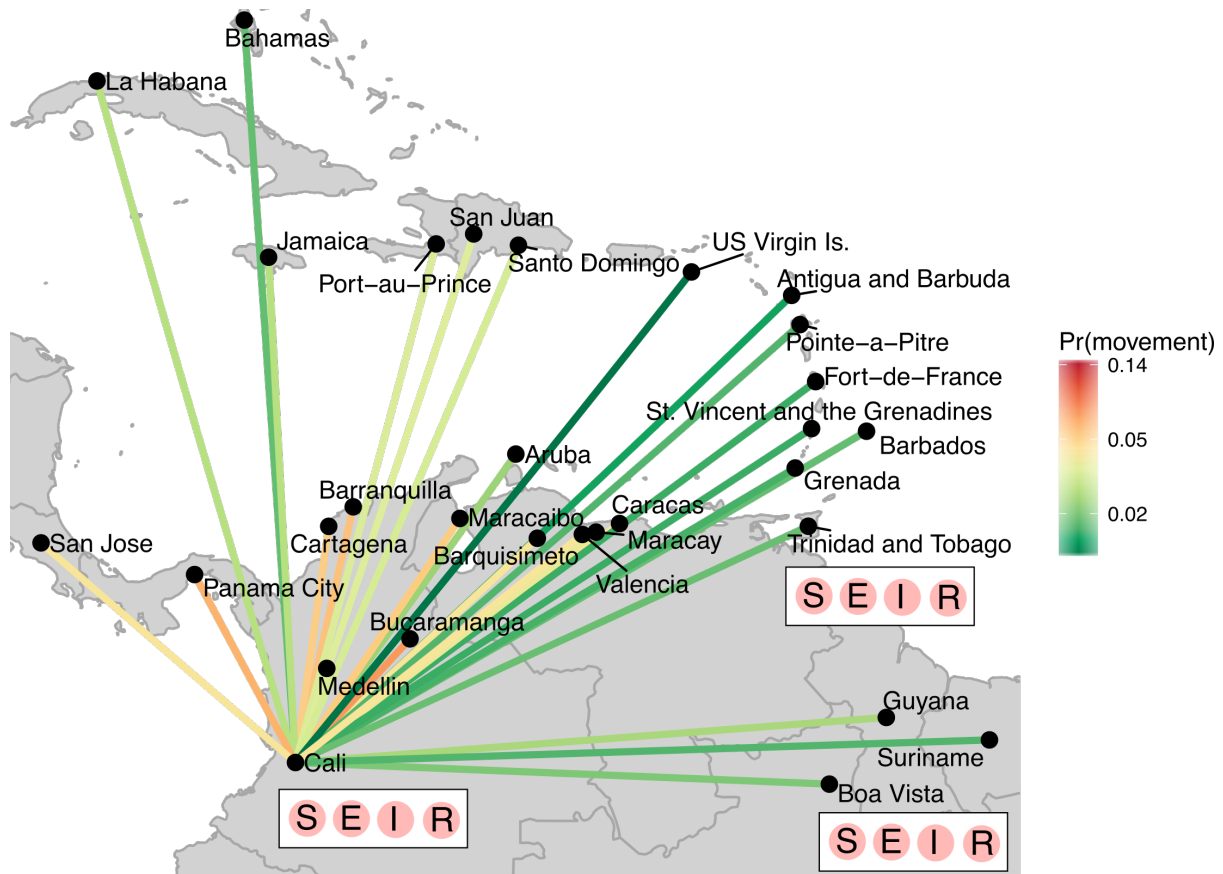 Bahamas
La Habana
San Juan
Jamaica
US Virgin Is.
Santo Domingo
Port−au−Prince
Antigua and Barbuda
Pointe−a−Pitre
Pr(movement)
0.14
0.05
0.02
Fort−de−France
St. Vincent and the Grenadines
Barbados
Aruba
Grenada
Barranquilla
Caracas
Maracaibo
San Jose
Cartagena
Maracay
Trinidad and Tobago
Barquisimeto
Valencia
Panama City
S E I R
Bucaramanga
Medellin
Guyana
Suriname
Cali
Boa Vista
S E I R
S E I R